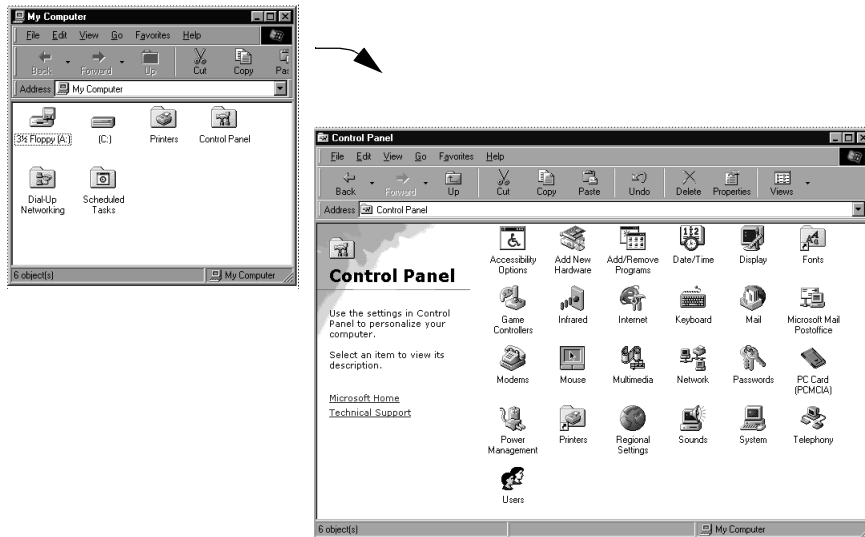 My Computer
File Edit View Go Favorites Help
Back Forward Up Cut Copy Pas
Address My Computer
3½ Floppy (A:) (C:) Printers Control Panel
Dial-Up Networking Scheduled Tasks
6 object(s) My Computer
Control Panel
File Edit View Go Favorites Help
Back Forward Up Cut Copy Paste Undo Delete Properties Views
Address Control Panel
Control Panel
Use the settings in Control
Panel to personalize your
computer.
Select an item to view its
description.
Microsoft Home
Technical Support
Accessibility Options Add New Hardware Add/Remove Programs Date/Time Display Fonts
Game Controllers Infrared Internet Keyboard Mail Microsoft Mail Postoffice
Modems Mouse Multimedia Network Passwords PC Card (PCMCIA)
Power Management Printers Regional Settings Sounds System Telephony
Users
6 object(s) My Computer